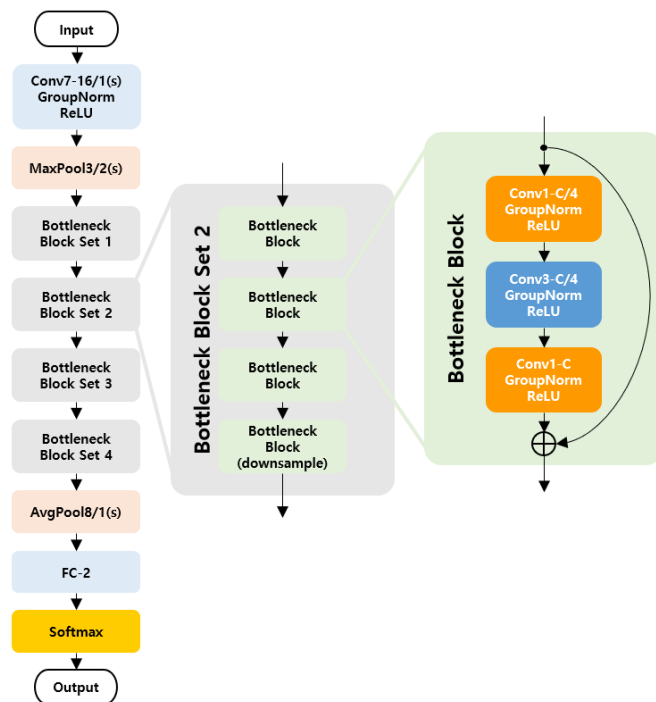 Input
Conv7-16/1(s)
GroupNorm
ReLU
MaxPool3/2(s)
Bottleneck
Block Set 1
Bottleneck
Block Set 2
Bottleneck
Block Set 3
Bottleneck
Block Set 4
AvgPool8/1(s)
FC-2
Softmax
Output
Bottleneck Block Set 2
Bottleneck
Block
Bottleneck
Block
Bottleneck
Block
Bottleneck
Block
(downsample)
Bottleneck Block
Conv1-C/4
GroupNorm
ReLU
Conv3-C/4
GroupNorm
ReLU
Conv1-C
GroupNorm
ReLU